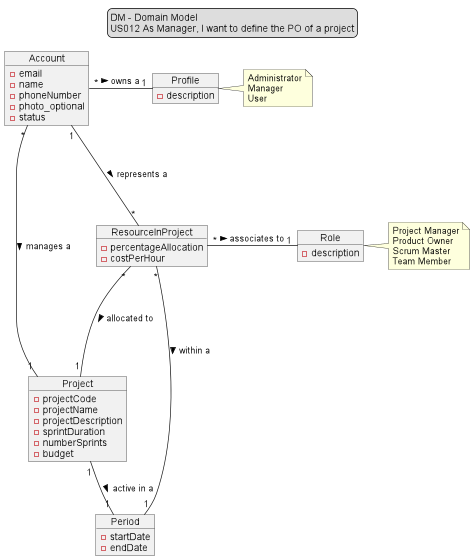 DM - Domain Model
US012 As Manager, I want to define the PO of a project
Account
email
name
phoneNumber
photo_optional
status
* owns a 1
Profile
description
Administrator
Manager
User
* 1
represents a
*
manages a
ResourceInProject
percentageAllocation
costPerHour
* associates to 1
Role
description
Project Manager
Product Owner
Scrum Master
Team Member
* *
allocated to
within a
1 1
Project
projectCode
projectName
projectDescription
sprintDuration
numberSprints
budget
1
active in a
1 1
Period
startDate
endDate